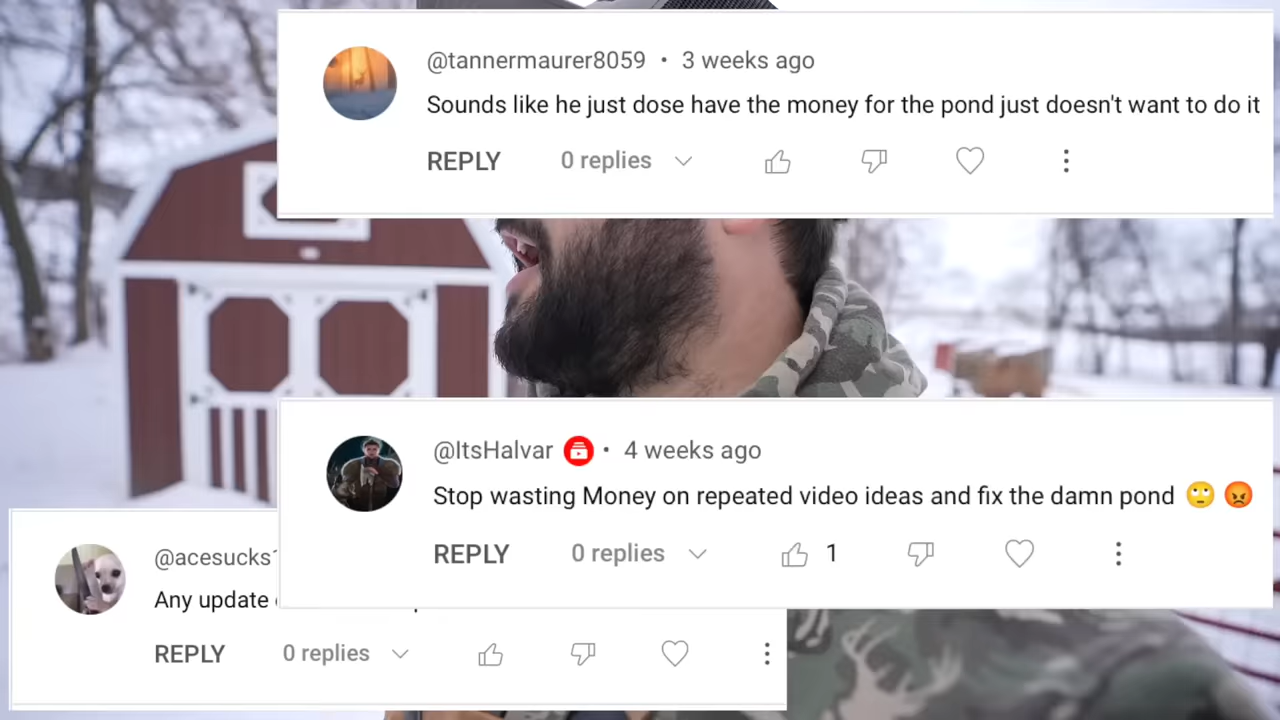 @tannermaurer8059 • 3 weeks ago
Sounds like he just dose have the money for the pond just doesn't want to do it
REPLY 0 replies
@ItsHalvar • 4 weeks ago
Stop wasting Money on repeated video ideas and fix the damn pond 🙄 😡
REPLY 0 replies 1
@acesucks
Any update
REPLY 0 replies